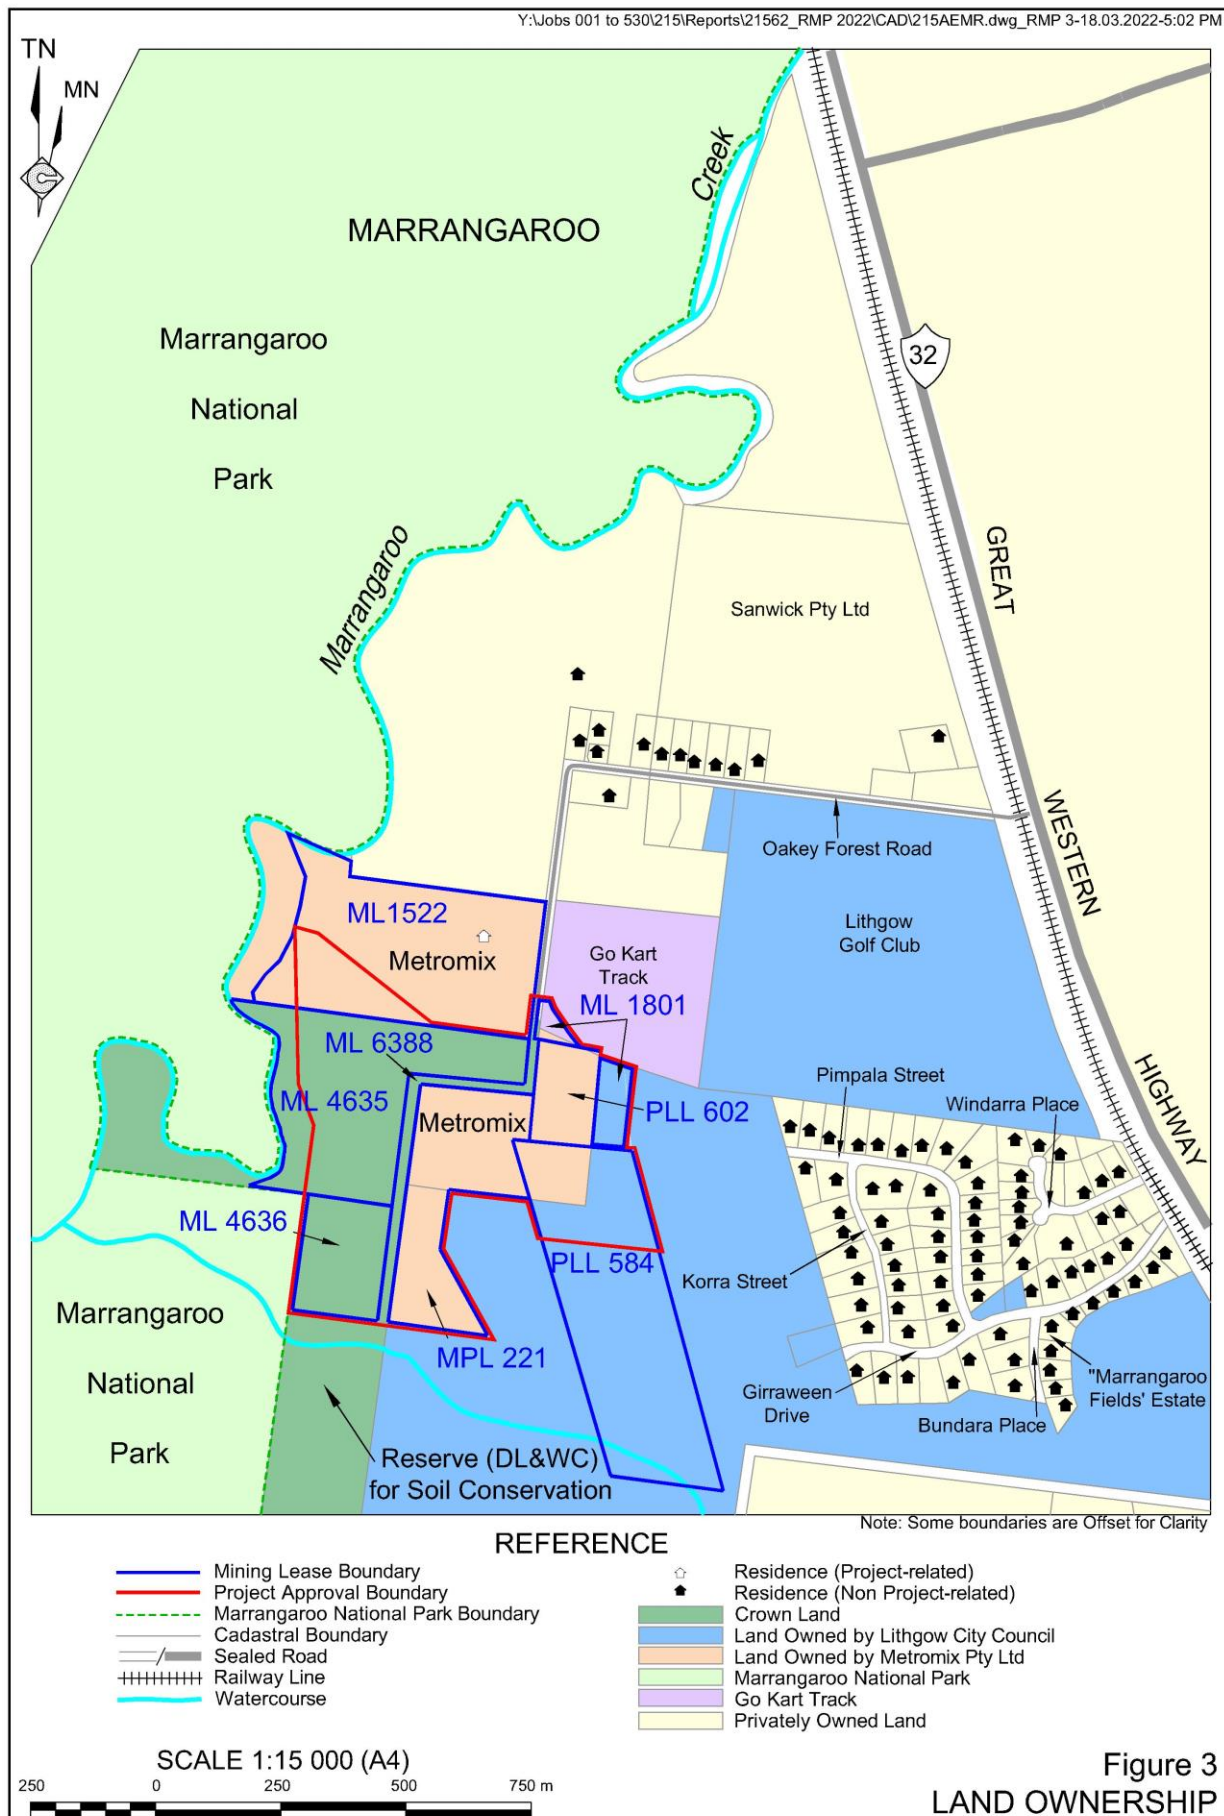 Y:\Jobs 001 to 530\215\Reports\21562_RMP 2022\CAD\215AEMR.dwg_RMP 3-18.03.2022-5:02 PM
TN
MN
Creek
MARRANGAROO
Marrangaroo
National
Park
32
Marrangaroo
GREAT
Sanwick Pty Ltd
WESTERN
Oakey Forest Road
ML1522
Metromix
Lithgow
Golf Club
Go Kart
Track
ML 1801
ML 6388
HIGHWAY
Pimpala Street
Windarra Place
ML 4635
Metromix
PLL 602
ML 4636
PLL 584
Korra Street
Marrangaroo
National
Park
MPL 221
Girraween
Drive
"Marrangaroo
Fields' Estate
Bundara Place
Reserve (DL&WC)
for Soil Conservation
Note: Some boundaries are Offset for Clarity
REFERENCE
Mining Lease Boundary
Project Approval Boundary
Marrangaroo National Park Boundary
Cadastral Boundary
Sealed Road
Railway Line
Watercourse
Residence (Project-related)
Residence (Non Project-related)
Crown Land
Land Owned by Lithgow City Council
Land Owned by Metromix Pty Ltd
Marrangaroo National Park
Go Kart Track
Privately Owned Land
SCALE 1:15 000 (A4)
250 0 250 500 750 m
Figure 3
LAND OWNERSHIP